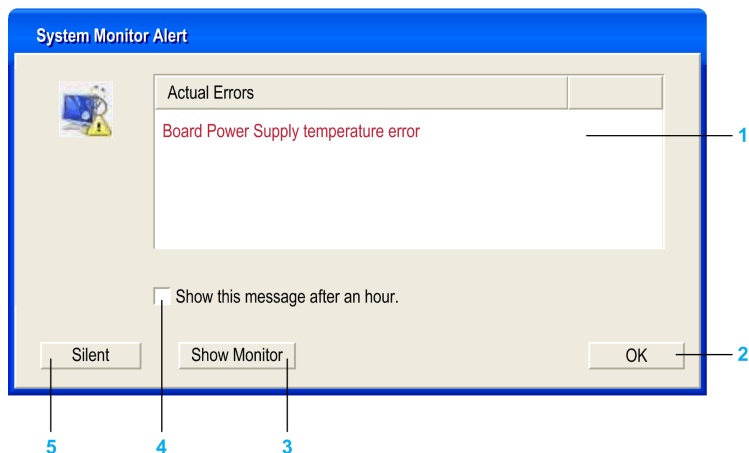 System Monitor Alert
Actual Errors
Board Power Supply temperature error
1
Show this message after an hour.
Silent
Show Monitor
OK
2
5
4
3